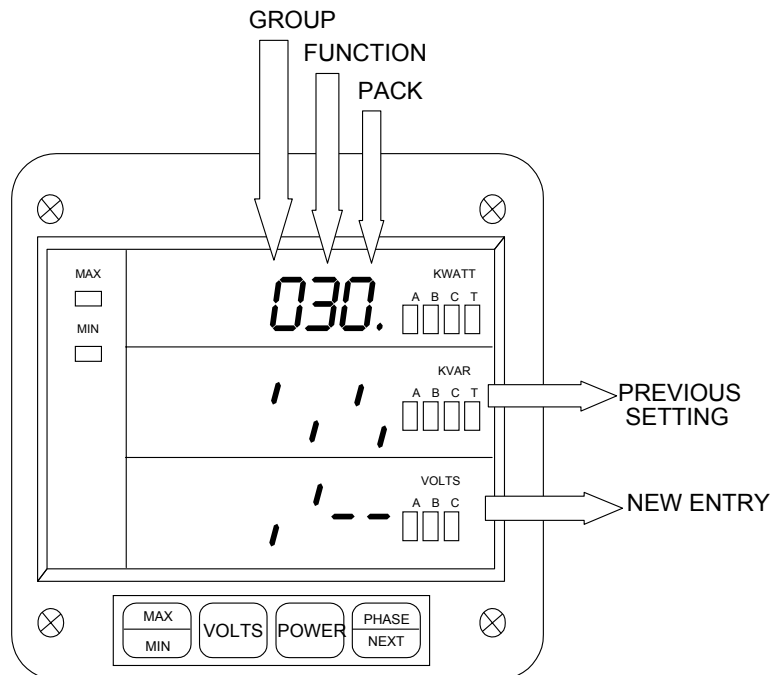 GROUP
FUNCTION
PACK
MAX
MIN
030.
KWATT
A B C T
KVAR
A B C T
PREVIOUS
SETTING
VOLTS
A B C
NEW ENTRY
MAX
MIN
VOLTS
POWER
PHASE
NEXT